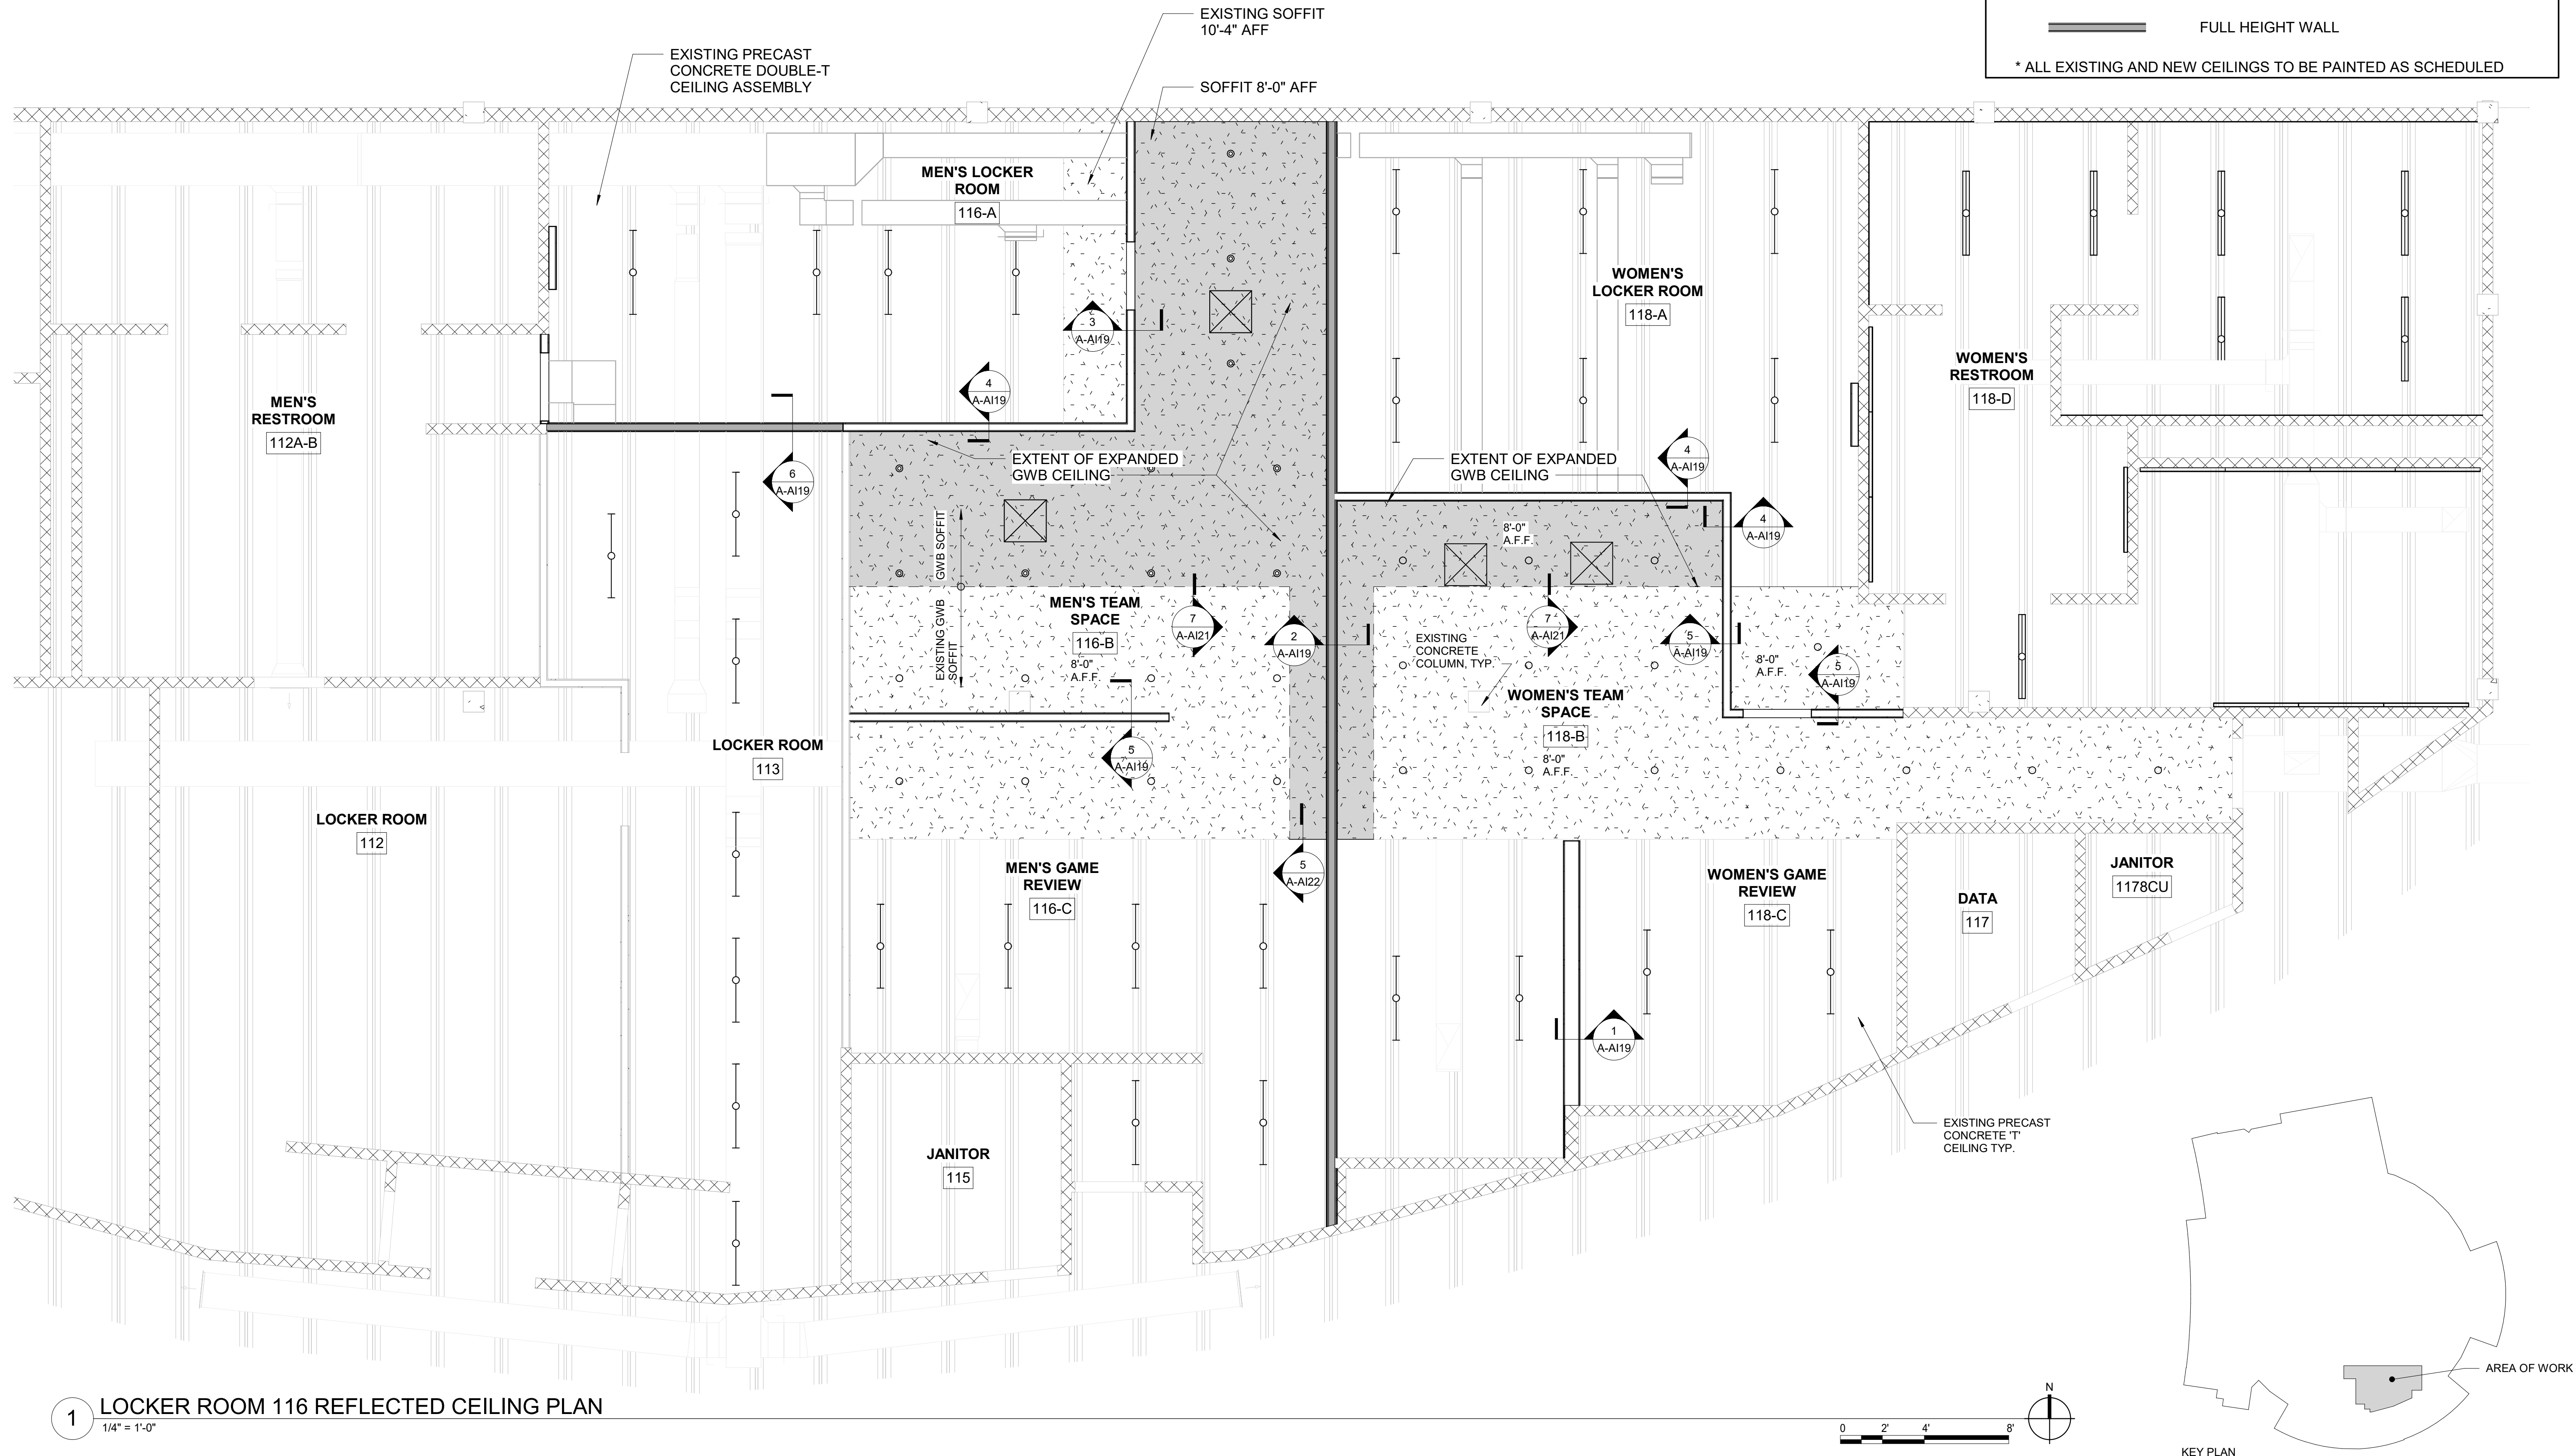 EXISTING SOFFIT
10'-4" AFF
FULL HEIGHT WALL
EXISTING PRECAST
CONCRETE DOUBLE-T
CEILING ASSEMBLY
* ALL EXISTING AND NEW CEILINGS TO BE PAINTED AS SCHEDULED
SOFFIT 8'-0" AFF
MEN'S LOCKER
ROOM
116-A
WOMEN'S
LOCKER ROOM
118-A
3
A-AI19
WOMEN'S
RESTROOM
118-D
4
A-AI19
MEN'S
RESTROOM
112A-B
6
A-AI19
EXTENT OF EXPANDED
GWB CEILING
EXTENT OF EXPANDED
GWB CEILING
4
A-AI19
4
A-AI19
8'-0"
A.F.F.
GWB SOFFIT
EXISTING GWB
SOFFIT
MEN'S TEAM
SPACE
116-B
8'-0"
A.F.F.
7
A-AI21
2
A-AI19
EXISTING
CONCRETE
COLUMN, TYP.
7
A-AI21
5
A-AI19
8'-0"
A.F.F.
5
A-AI19
WOMEN'S TEAM
SPACE
118-B
8'-0"
A.F.F.
LOCKER ROOM
113
5
A-AI19
LOCKER ROOM
112
MEN'S GAME
REVIEW
116-C
5
A-AI22
WOMEN'S GAME
REVIEW
118-C
DATA
117
JANITOR
1178CU
1
A-AI19
JANITOR
115
EXISTING PRECAST
CONCRETE 'T'
CEILING TYP.
AREA OF WORK
1
LOCKER ROOM 116 REFLECTED CEILING PLAN
1/4" = 1'-0"
0 2' 4' 8'
N
KEY PLAN